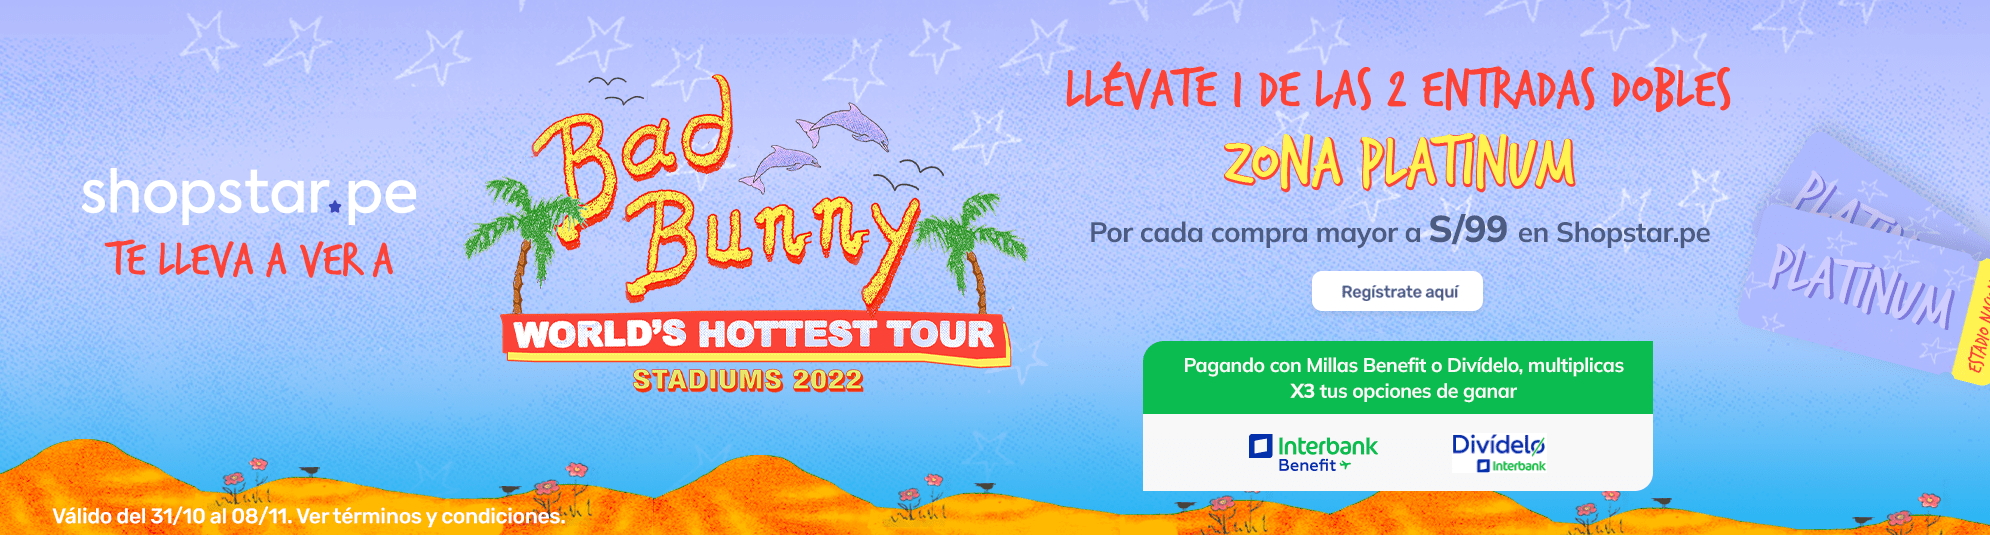 shopstar.pe
TE LLEVA A VER A
Bad
Bunny
WORLD'S HOTTEST TOUR
STADIUMS 2022
LLÉVATE 1 DE LAS 2 ENTRADAS DOBLES
ZONA PLATINUM
Por cada compra mayor a S/99 en Shopstar.pe
Regístrate aquí
Pagando con Millas Benefit o Divídelo, multiplicas
X3 tus opciones de ganar
Interbank
Benefit
Divídelo
Interbank
PLATINUM
ESTADIO
Válido del 31/10 al 08/11. Ver términos y condiciones.